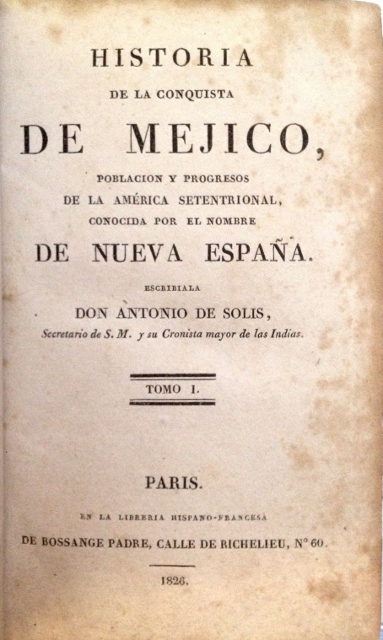 HISTORIA
DE LA CONQUISTA
DE MEJICO,
POBLACION Y PROGRESOS
DE LA AMÉRICA SETENTRIONAL,
CONOCIDA POR EL NOMBRE
DE NUEVA ESPAÑA.
ESCRIBIALA
DON ANTONIO DE SOLIS,
Secretario de S. M. y su Cronista mayor de las Indias.
TOMO I.
PARIS.
EN LA LIBRERIA HISPANO-FRANCESA
DE BOSSANGE PADRE, CALLE DE RICHELIEU, Nº 60.
1826.